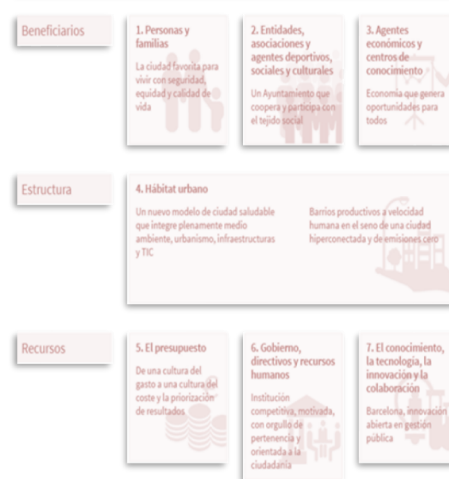 Beneficiarios
1. Personas y
familias
La ciudad favorita para
vivir con seguridad,
equidad y calidad de
vida
2. Entidades,
asociaciones y
agentes deportivos,
sociales y culturales
Un Ayuntamiento que
coopera y participa con
el tejido social
3. Agentes
económicos y
centros de
conocimiento
Economía que genera
oportunidades para
todos
Estructura
4. Hábitat urbano
Un nuevo modelo de ciudad saludable
que integre plenamente medio
ambiente, urbanismo, infraestructuras
y TIC
Barrios productivos a velocidad
humana en el seno de una ciudad
hiperconectada y de emisiones cero
Recursos
5. El presupuesto
De una cultura del
gasto a una cultura del
coste y la priorización
de resultados
6. Gobierno,
directivos y recursos
humanos
Institución
competitiva, motivada,
con orgullo de
pertenencia y
orientada a la
ciudadanía
7. El conocimiento,
la tecnología, la
innovación y la
colaboración
Barcelona, innovación
abierta en gestión
pública